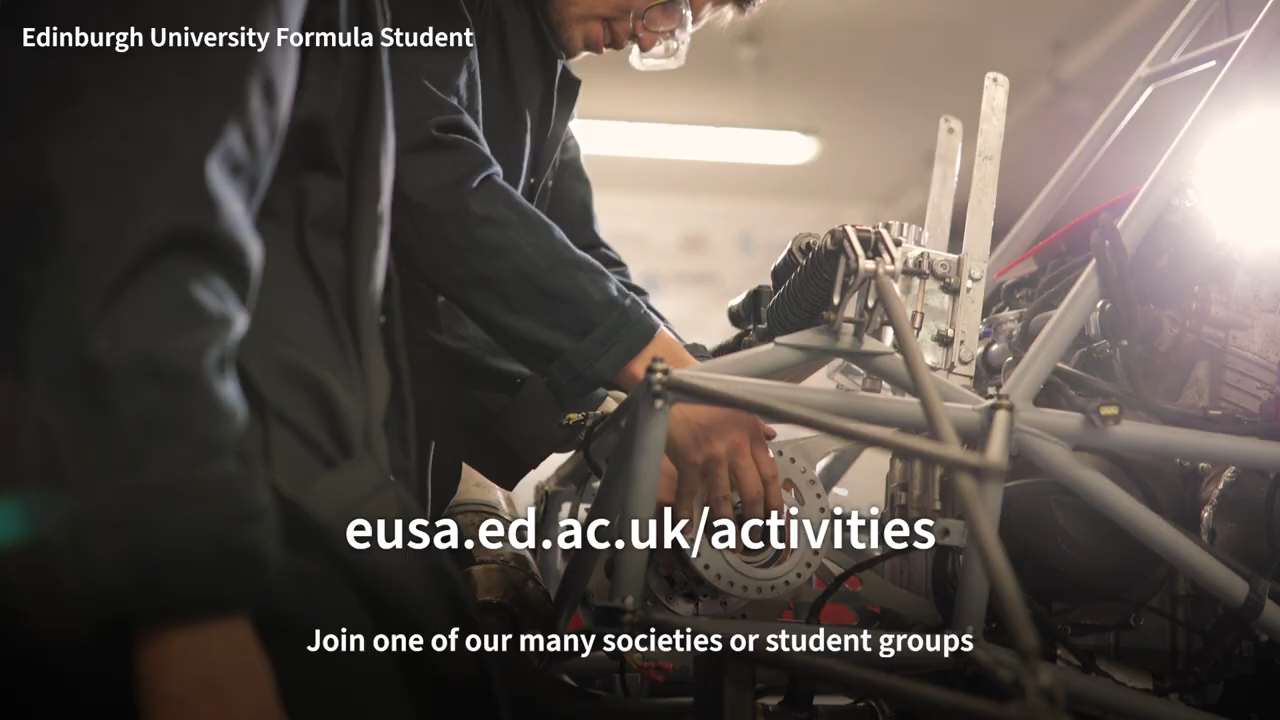 Edinburgh University Formula Student
eusa.ed.ac.uk/activities
Join one of our many societies or student groups